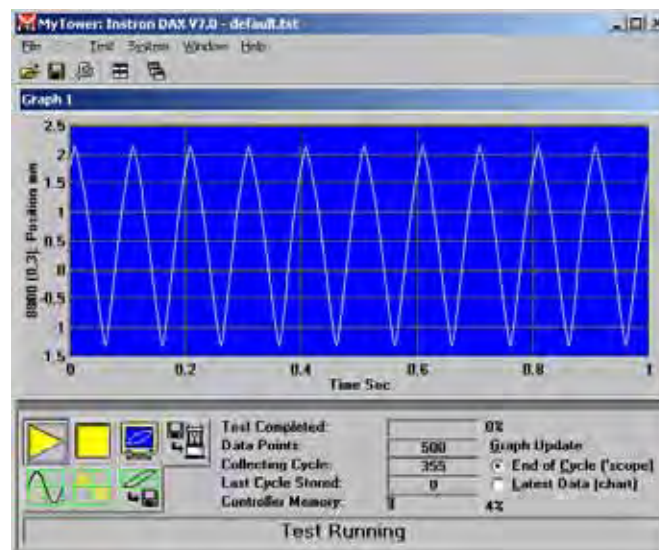 MyTower: Instron DAX V7.0 - default.tst
File Test System Window Help
Graph 1
2.5
2
1.5
1
0.5
0
-0.5
1
1.5
8800 (0,3). Position mm
0 0.2 0.4 0.6 0.8 1
Time Sec
Test Completed: 0%
Data Points: 500 Graph Update
Collecting Cycle: 355 End of Cycle ('scope)
Last Cycle Stored: 0 Latest Data (chart)
Controller Memory: 4%
Test Running